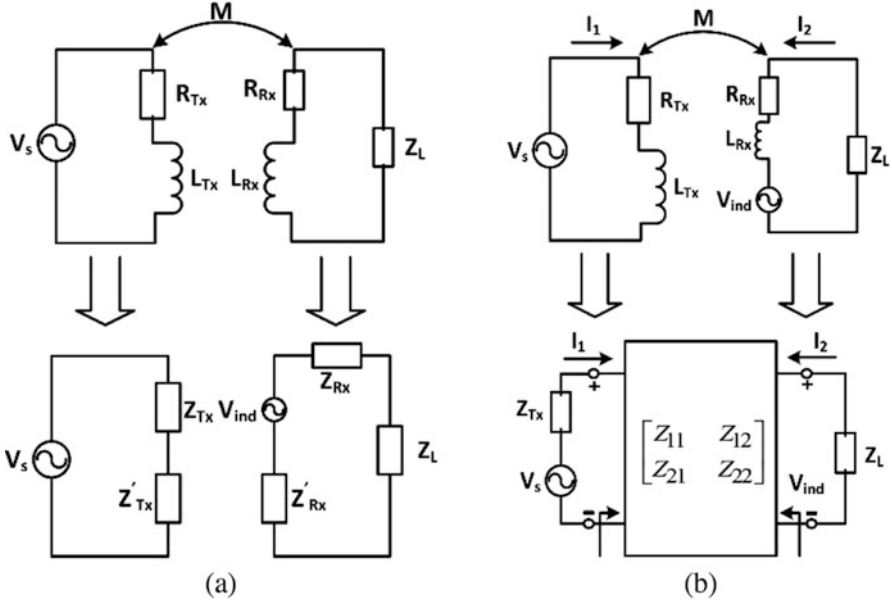 M
R_Tx
R_Rx
V_s
L_Tx
L_Rx
Z_L
Z_Tx
V_ind
Z_Rx
V_s
Z'_Tx
Z'_Rx
Z_L
(a)
I_1
M
I_2
R_Tx
R_Rx
V_s
L_Rx
Z_L
L_Tx
V_ind
I_1
I_2
+
+
Z_Tx
Z_11 Z_12
Z_21 Z_22
Z_L
V_s
V_ind
-
-
(b)